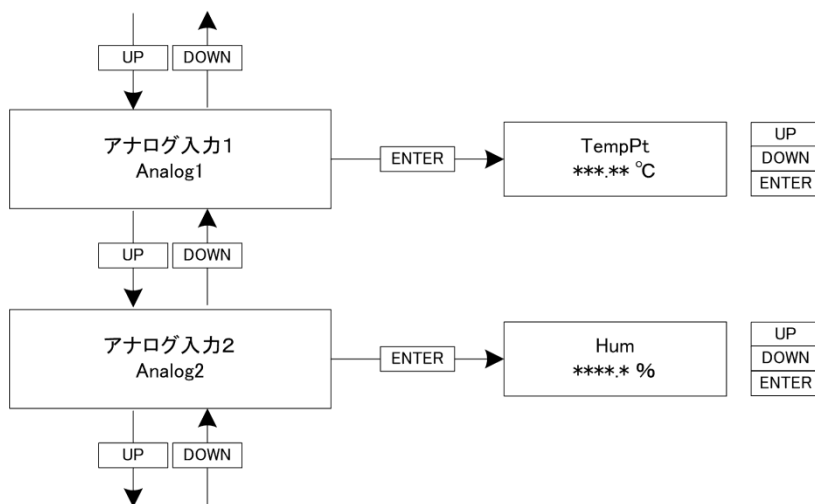 UP
DOWN
アナログ入力1
Analog1
ENTER
TempPt
***.** ℃
UP
DOWN
ENTER
UP
DOWN
アナログ入力2
Analog2
ENTER
Hum
****.* %
UP
DOWN
ENTER
UP
DOWN